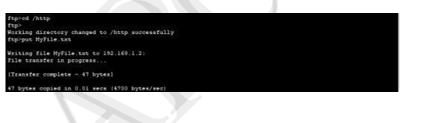 ftp>cd /http
ftp>
Working directory changed to /http successfully
ftp>put MyFile.txt
Writing file MyFile.txt to 192.168.1.2:
File transfer in progress...
[Transfer complete - 47 bytes]
47 bytes copied in 0.01 secs (4700 bytes/sec)